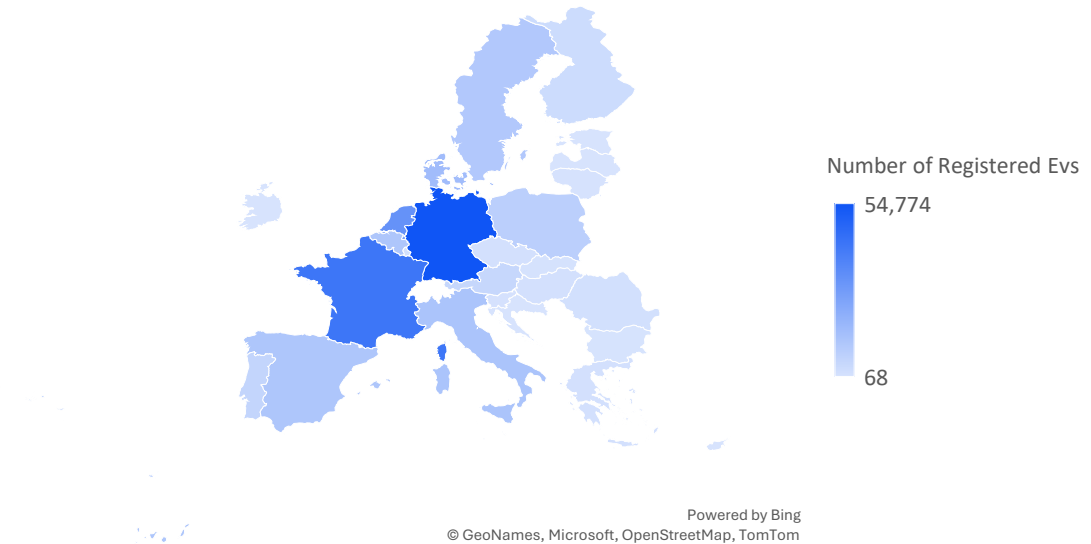 Number of Registered Evs
54,774
68
Powered by Bing
© GeoNames, Microsoft, OpenStreetMap, TomTom